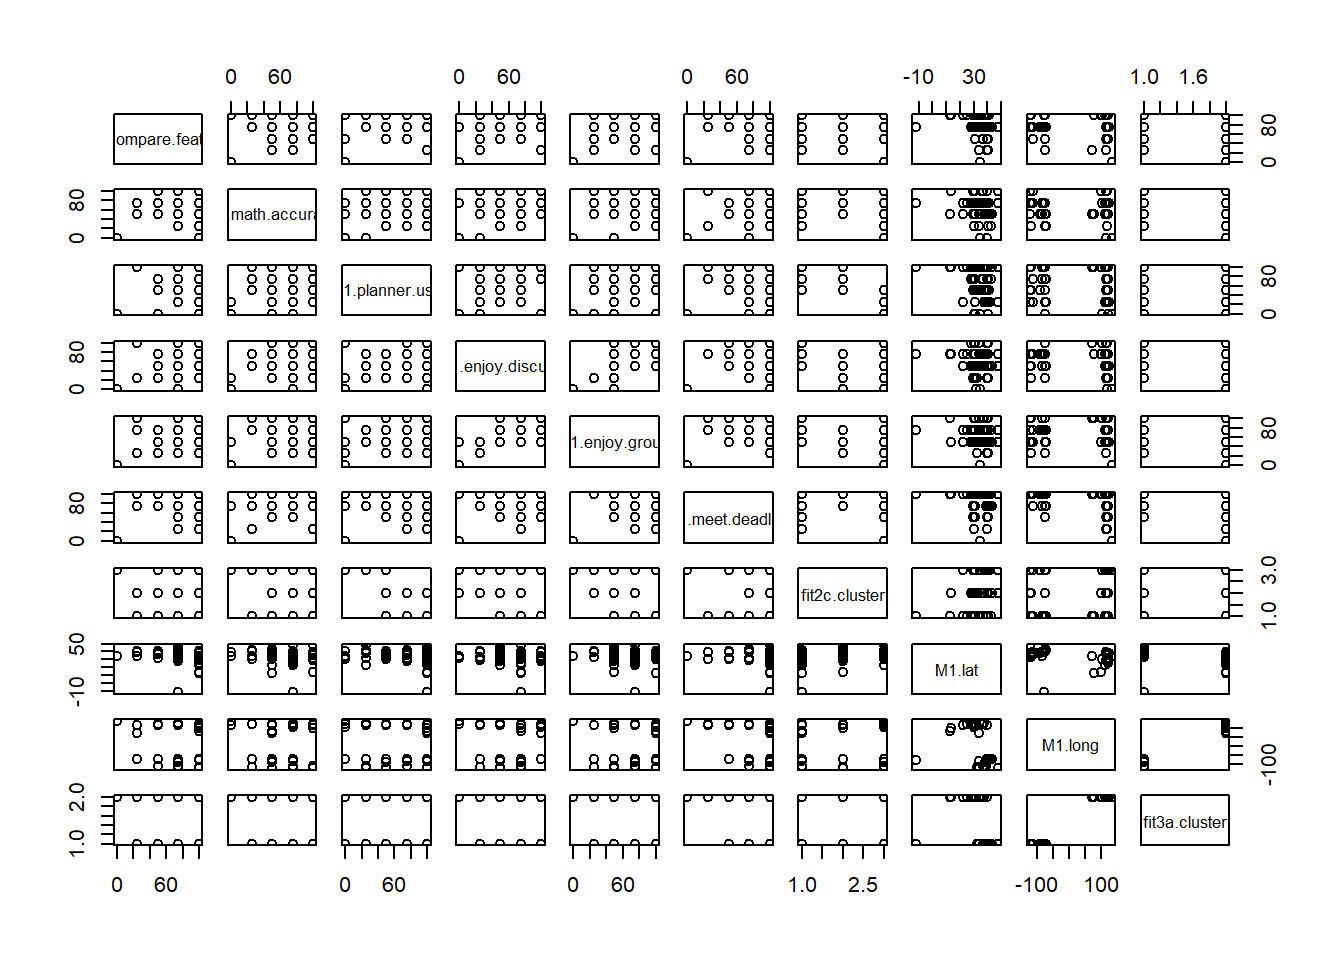 0 60 0 60 0 60 -10 30 1.0 1.6
ompare.feat 0 80
0 80 math.accura
1.planner.us 0 80
0 80 .enjoy.discu
1.enjoy.grou 0 80
0 80 .meet.deadl
fit2c.cluster 1.0 3.0
-10 50 M1.lat
M1.long -100
1.0 2.0 fit3a.cluster
0 60 0 60 0 60 1.0 2.5 -100 100